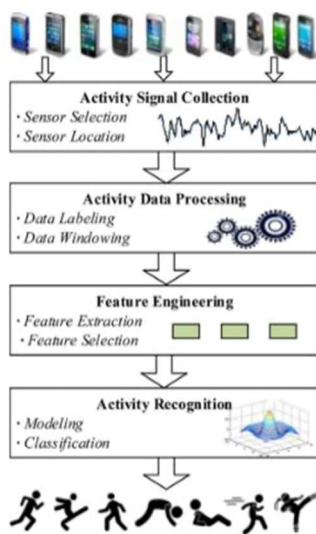 Activity Signal Collection
· Sensor Selection
· Sensor Location
Activity Data Processing
· Data Labeling
· Data Windowing
Feature Engineering
· Feature Extraction
· Feature Selection
Activity Recognition
· Modeling
· Classification